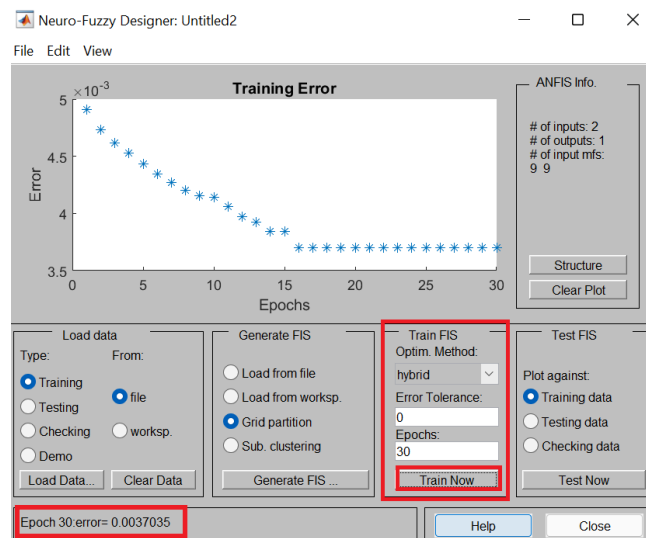 Neuro-Fuzzy Designer: Untitled2
File Edit View
×10-3
Training Error
5
4.5
4
3.5
Error
0 5 10 15 20 25 30
Epochs
ANFIS Info.
# of inputs: 2
# of outputs: 1
# of input mfs:
9 9
Structure
Clear Plot
Load data
Type: From:
Training
file
Testing
Checking
worksp.
Demo
Load Data... Clear Data
Generate FIS
Load from file
Load from worksp.
Grid partition
Sub. clustering
Generate FIS ...
Train FIS
Optim. Method:
hybrid
Error Tolerance:
0
Epochs:
30
Train Now
Test FIS
Plot against:
Training data
Testing data
Checking data
Test Now
Epoch 30:error= 0.0037035
Help Close